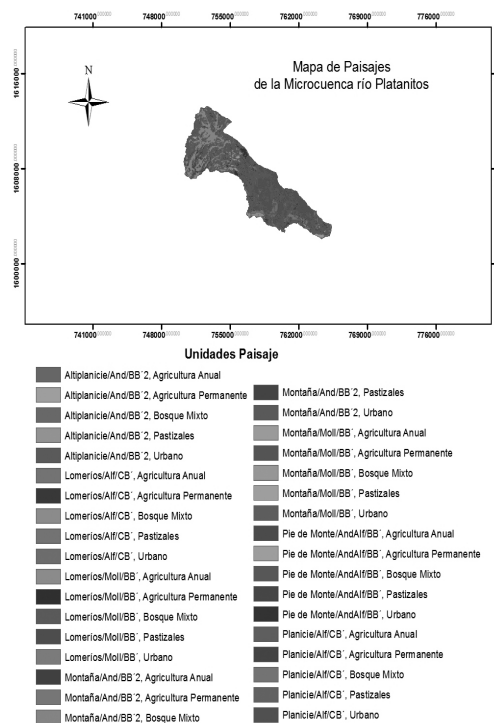 741000 748000 755000 762000 769000 776000
N
Mapa de Paisajes
de la Microcuenca río Platanitos
1616000
1608000
1600000
741000 748000 755000 762000 769000 776000
Unidades Paisaje
Altiplanicie/And/BB´2, Agricultura Anual
Altiplanicie/And/BB´2, Agricultura Permanente
Altiplanicie/And/BB´2, Bosque Mixto
Altiplanicie/And/BB´2, Pastizales
Altiplanicie/And/BB´2, Urbano
Lomeríos/Alf/CB´, Agricultura Anual
Lomeríos/Alf/CB´, Agricultura Permanente
Lomeríos/Alf/CB´, Bosque Mixto
Lomeríos/Alf/CB´, Pastizales
Lomeríos/Alf/CB´, Urbano
Lomeríos/Moll/BB´, Agricultura Anual
Lomeríos/Moll/BB´, Agricultura Permanente
Lomeríos/Moll/BB´, Bosque Mixto
Lomeríos/Moll/BB´, Pastizales
Lomeríos/Moll/BB´, Urbano
Montaña/And/BB´2, Agricultura Anual
Montaña/And/BB´2, Agricultura Permanente
Montaña/And/BB´2, Bosque Mixto
Montaña/And/BB´2, Pastizales
Montaña/And/BB´2, Urbano
Montaña/Moll/BB´, Agricultura Anual
Montaña/Moll/BB´, Agricultura Permanente
Montaña/Moll/BB´, Bosque Mixto
Montaña/Moll/BB´, Pastizales
Montaña/Moll/BB´, Urbano
Pie de Monte/AndAlf/BB´, Agricultura Anual
Pie de Monte/AndAlf/BB´, Agricultura Permanente
Pie de Monte/AndAlf/BB´, Bosque Mixto
Pie de Monte/AndAlf/BB´, Pastizales
Pie de Monte/AndAlf/BB´, Urbano
Planicie/Alf/CB´, Agricultura Anual
Planicie/Alf/CB´, Agricultura Permanente
Planicie/Alf/CB´, Bosque Mixto
Planicie/Alf/CB´, Pastizales
Planicie/Alf/CB´, Urbano